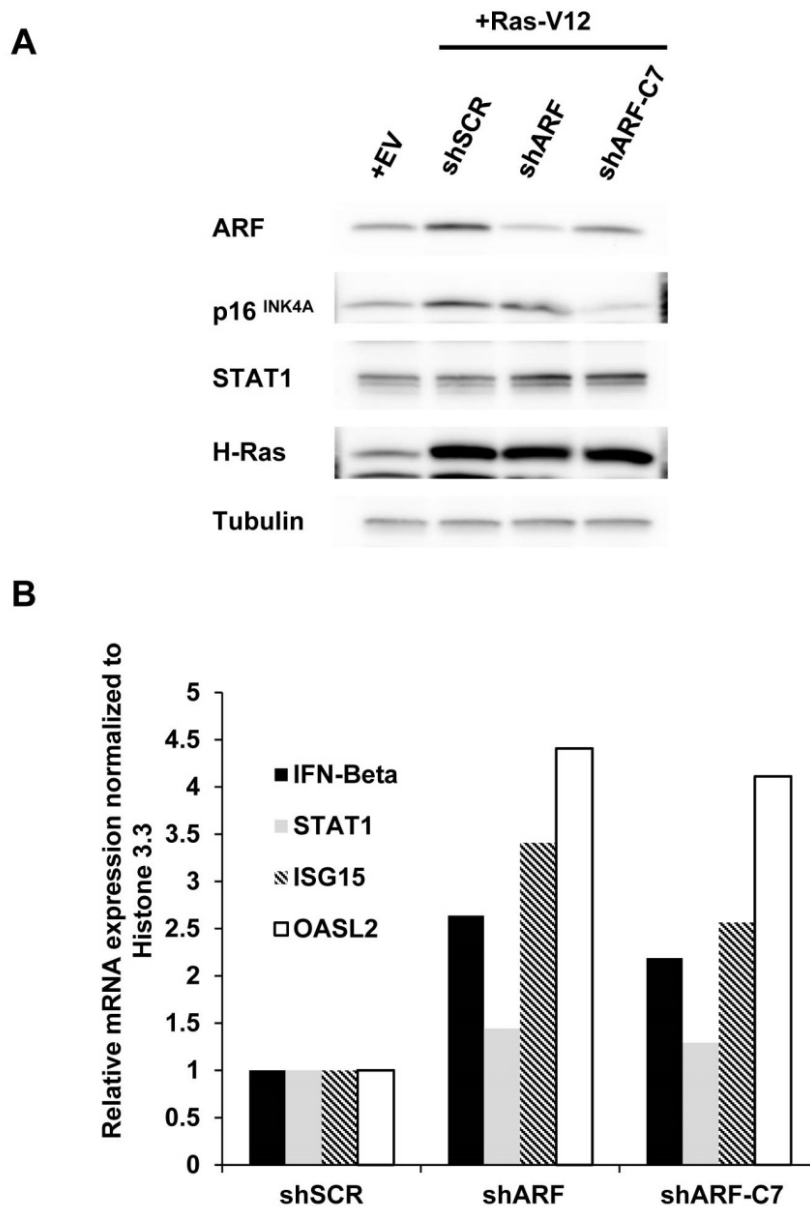 A
+Ras-V12
+EV
shSCR
shARF
shARF-C7
ARF
p16 INK4A
STAT1
H-Ras
Tubulin
B
Relative mRNA expression normalized to
Histone 3.3
5
4.5
4
3.5
3
2.5
2
1.5
1
0.5
0
IFN-Beta
STAT1
ISG15
OASL2
shSCR
shARF
shARF-C7